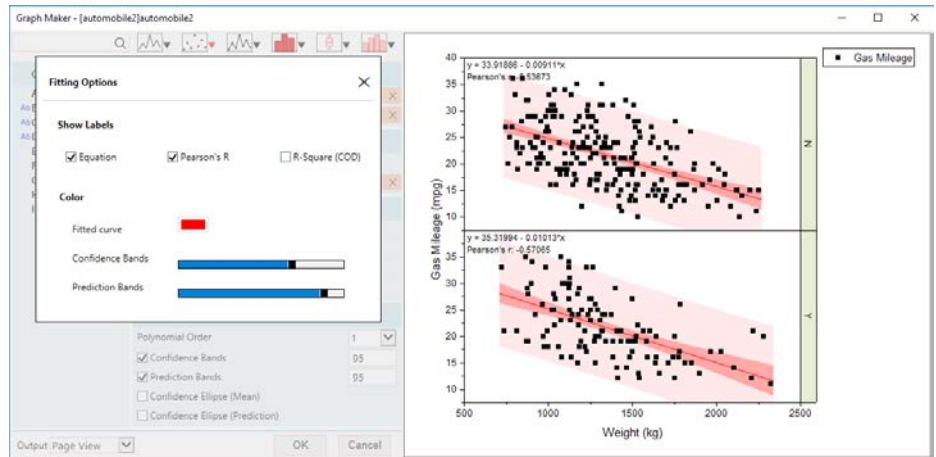 Graph Maker - [automobile2]automobile2
Fitting Options
Show Labels
Equation
Pearson's R
R-Square (COD)
Color
Fitted curve
Confidence Bands
Prediction Bands
Polynomial Order
1
Confidence Bands
95
Prediction Bands
95
Confidence Ellipse (Mean)
Confidence Ellipse (Prediction)
Output Page View
OK
Cancel
Gas Mileage
y = 33.91886 - 0.00911*x
Pearson's r: -0.53673
40
35
30
25
20
15
10
N
y = 35.31994 - 0.01013*x
Pearson's r: -0.57065
35
30
25
20
15
10
Y
Gas Mileage (mpg)
500
1000
1500
2000
2500
Weight (kg)